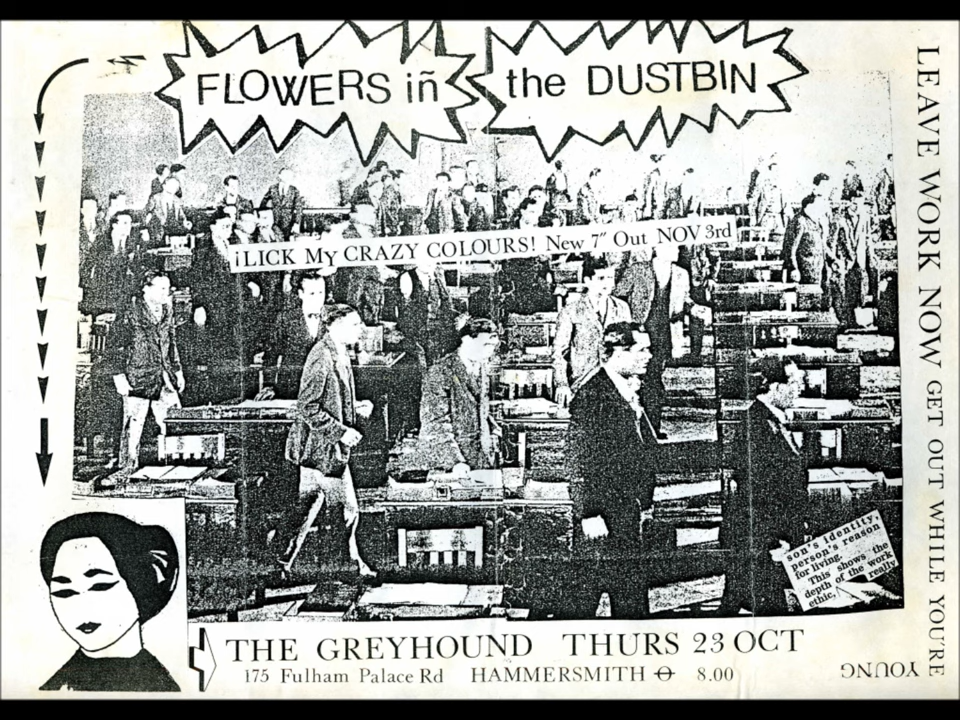 FLOWERS iñ the DUSTBIN
¡LICK MY CRAZY COLOURS! New 7" Out NOV 3rd
LEAVE WORK NOW GET OUT WHILE YOU'RE
YOUNG
son's identity,
person's reason
for living.
This shows the
depth of the work
ethic, really
THE GREYHOUND THURS 23 OCT
175 Fulham Palace Rd HAMMERSMITH 8.00